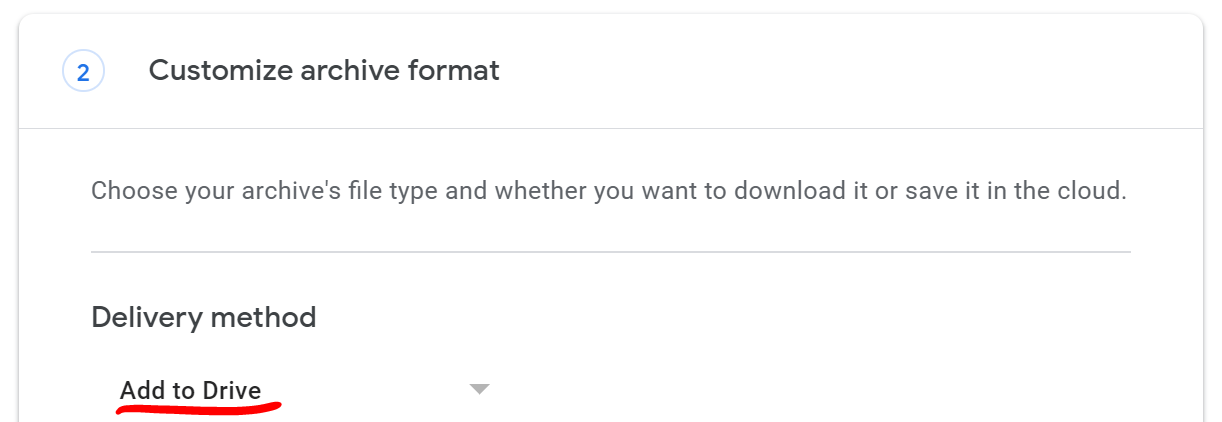 2 Customize archive format
Choose your archive's file type and whether you want to download it or save it in the cloud.
Delivery method
Add to Drive